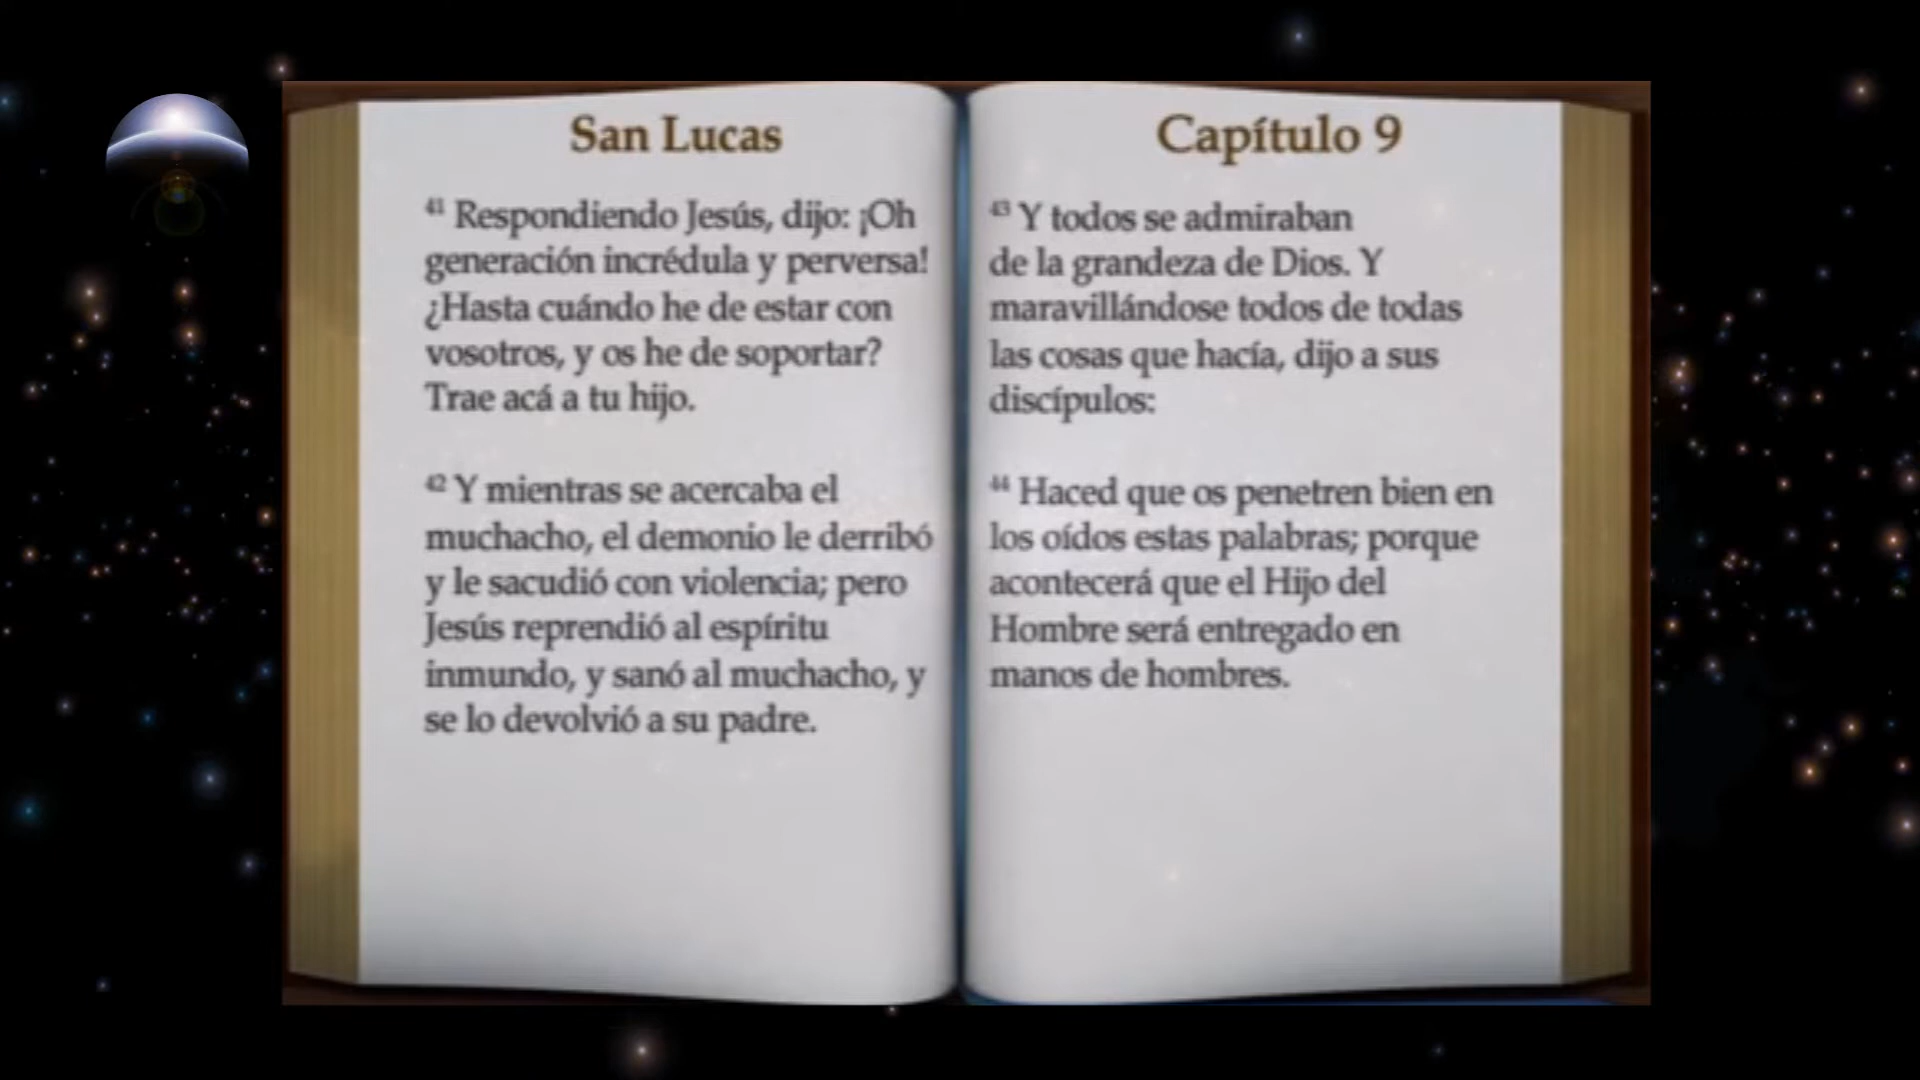 San Lucas
41 Respondiendo Jesús, dijo: ¡Oh
generación incrédula y perversa!
¿Hasta cuándo he de estar con
vosotros, y os he de soportar?
Trae acá a tu hijo.
42 Y mientras se acercaba el
muchacho, el demonio le derribó
y le sacudió con violencia; pero
Jesús reprendió al espíritu
inmundo, y sanó al muchacho, y
se lo devolvió a su padre.
Capítulo 9
43 Y todos se admiraban
de la grandeza de Dios. Y
maravillándose todos de todas
las cosas que hacía, dijo a sus
discípulos:
44 Haced que os penetren bien en
los oídos estas palabras; porque
acontecerá que el Hijo del
Hombre será entregado en
manos de hombres.